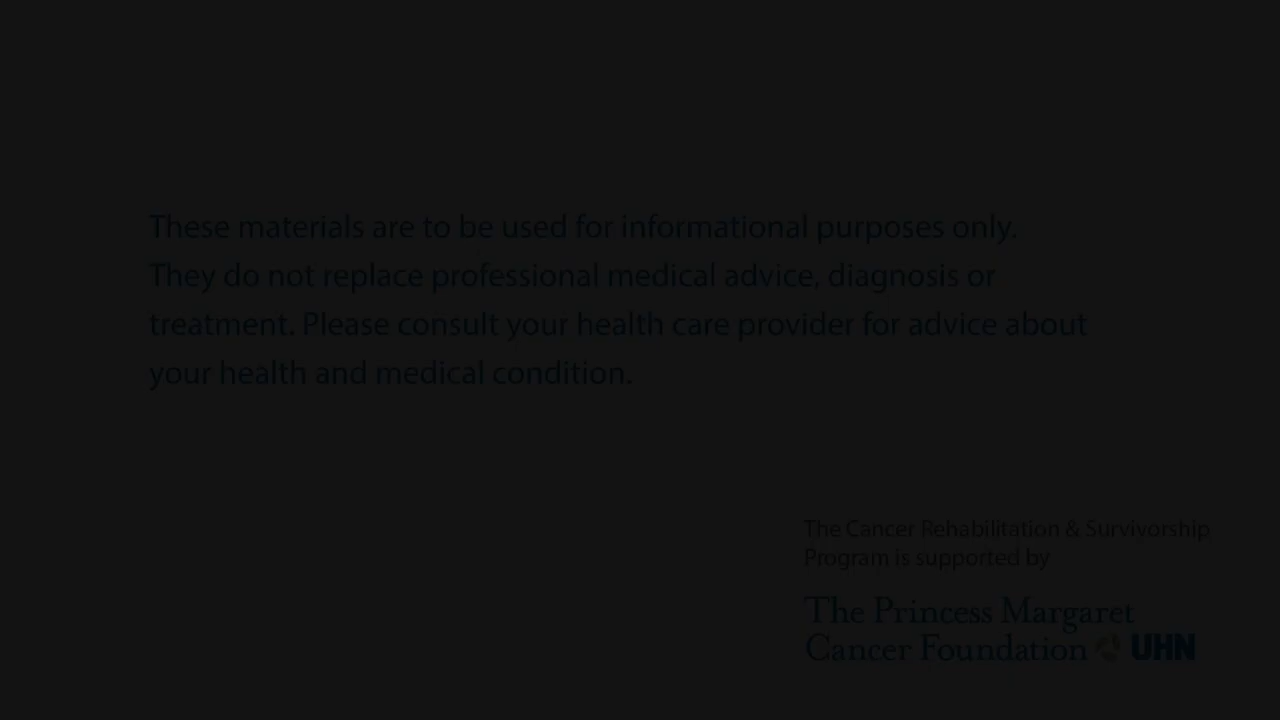 These materials are to be used for informational purposes only.
They do not replace professional medical advice, diagnosis or
treatment. Please consult your health care provider for advice about
your health and medical condition.
The Cancer Rehabilitation & Survivorship
Program is supported by
The Princess Margaret
Cancer Foundation UHN